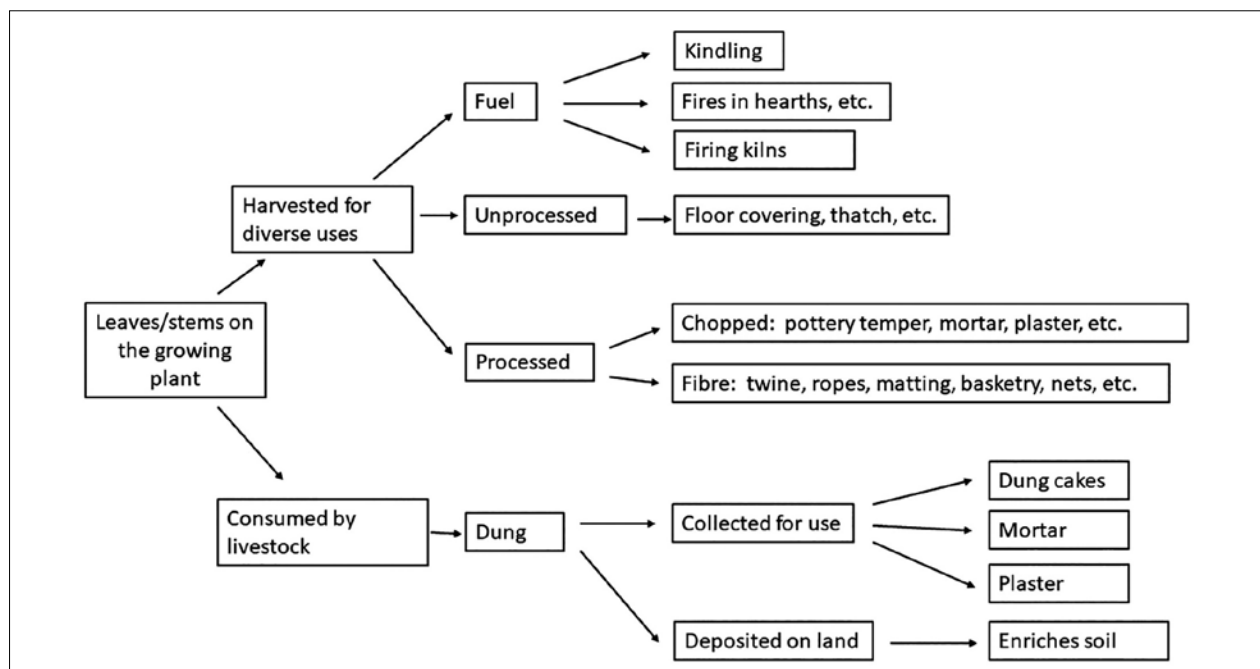 Kindling
Fuel
Fires in hearths, etc.
Firing kilns
Harvested for
diverse uses
Unprocessed
Floor covering, thatch, etc.
Leaves/stems on
the growing
plant
Chopped: pottery temper, mortar, plaster, etc.
Processed
Fibre: twine, ropes, matting, basketry, nets, etc.
Consumed by
livestock
Dung
Collected for use
Dung cakes
Mortar
Plaster
Deposited on land
Enriches soil